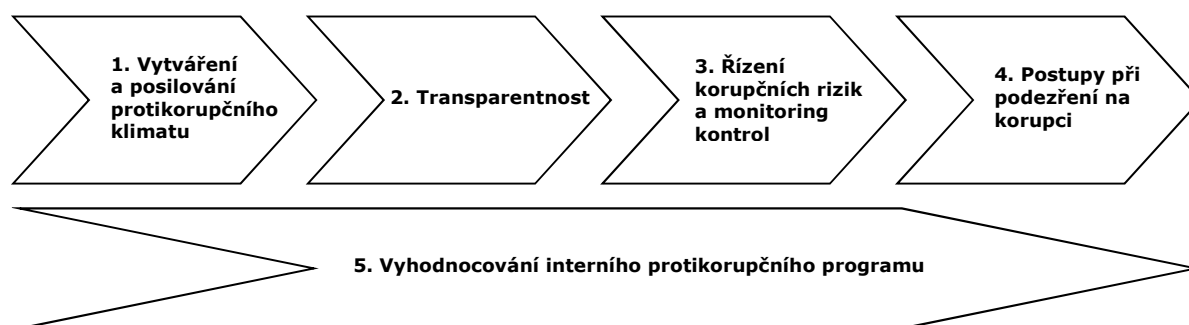 1. Vytváření
a posilování
protikorupčního
klimatu
2. Transparentnost
3. Řízení
korupčních rizik
a monitoring
kontrol
4. Postupy při
podezření na
korupci
5. Vyhodnocování interního protikorupčního programu